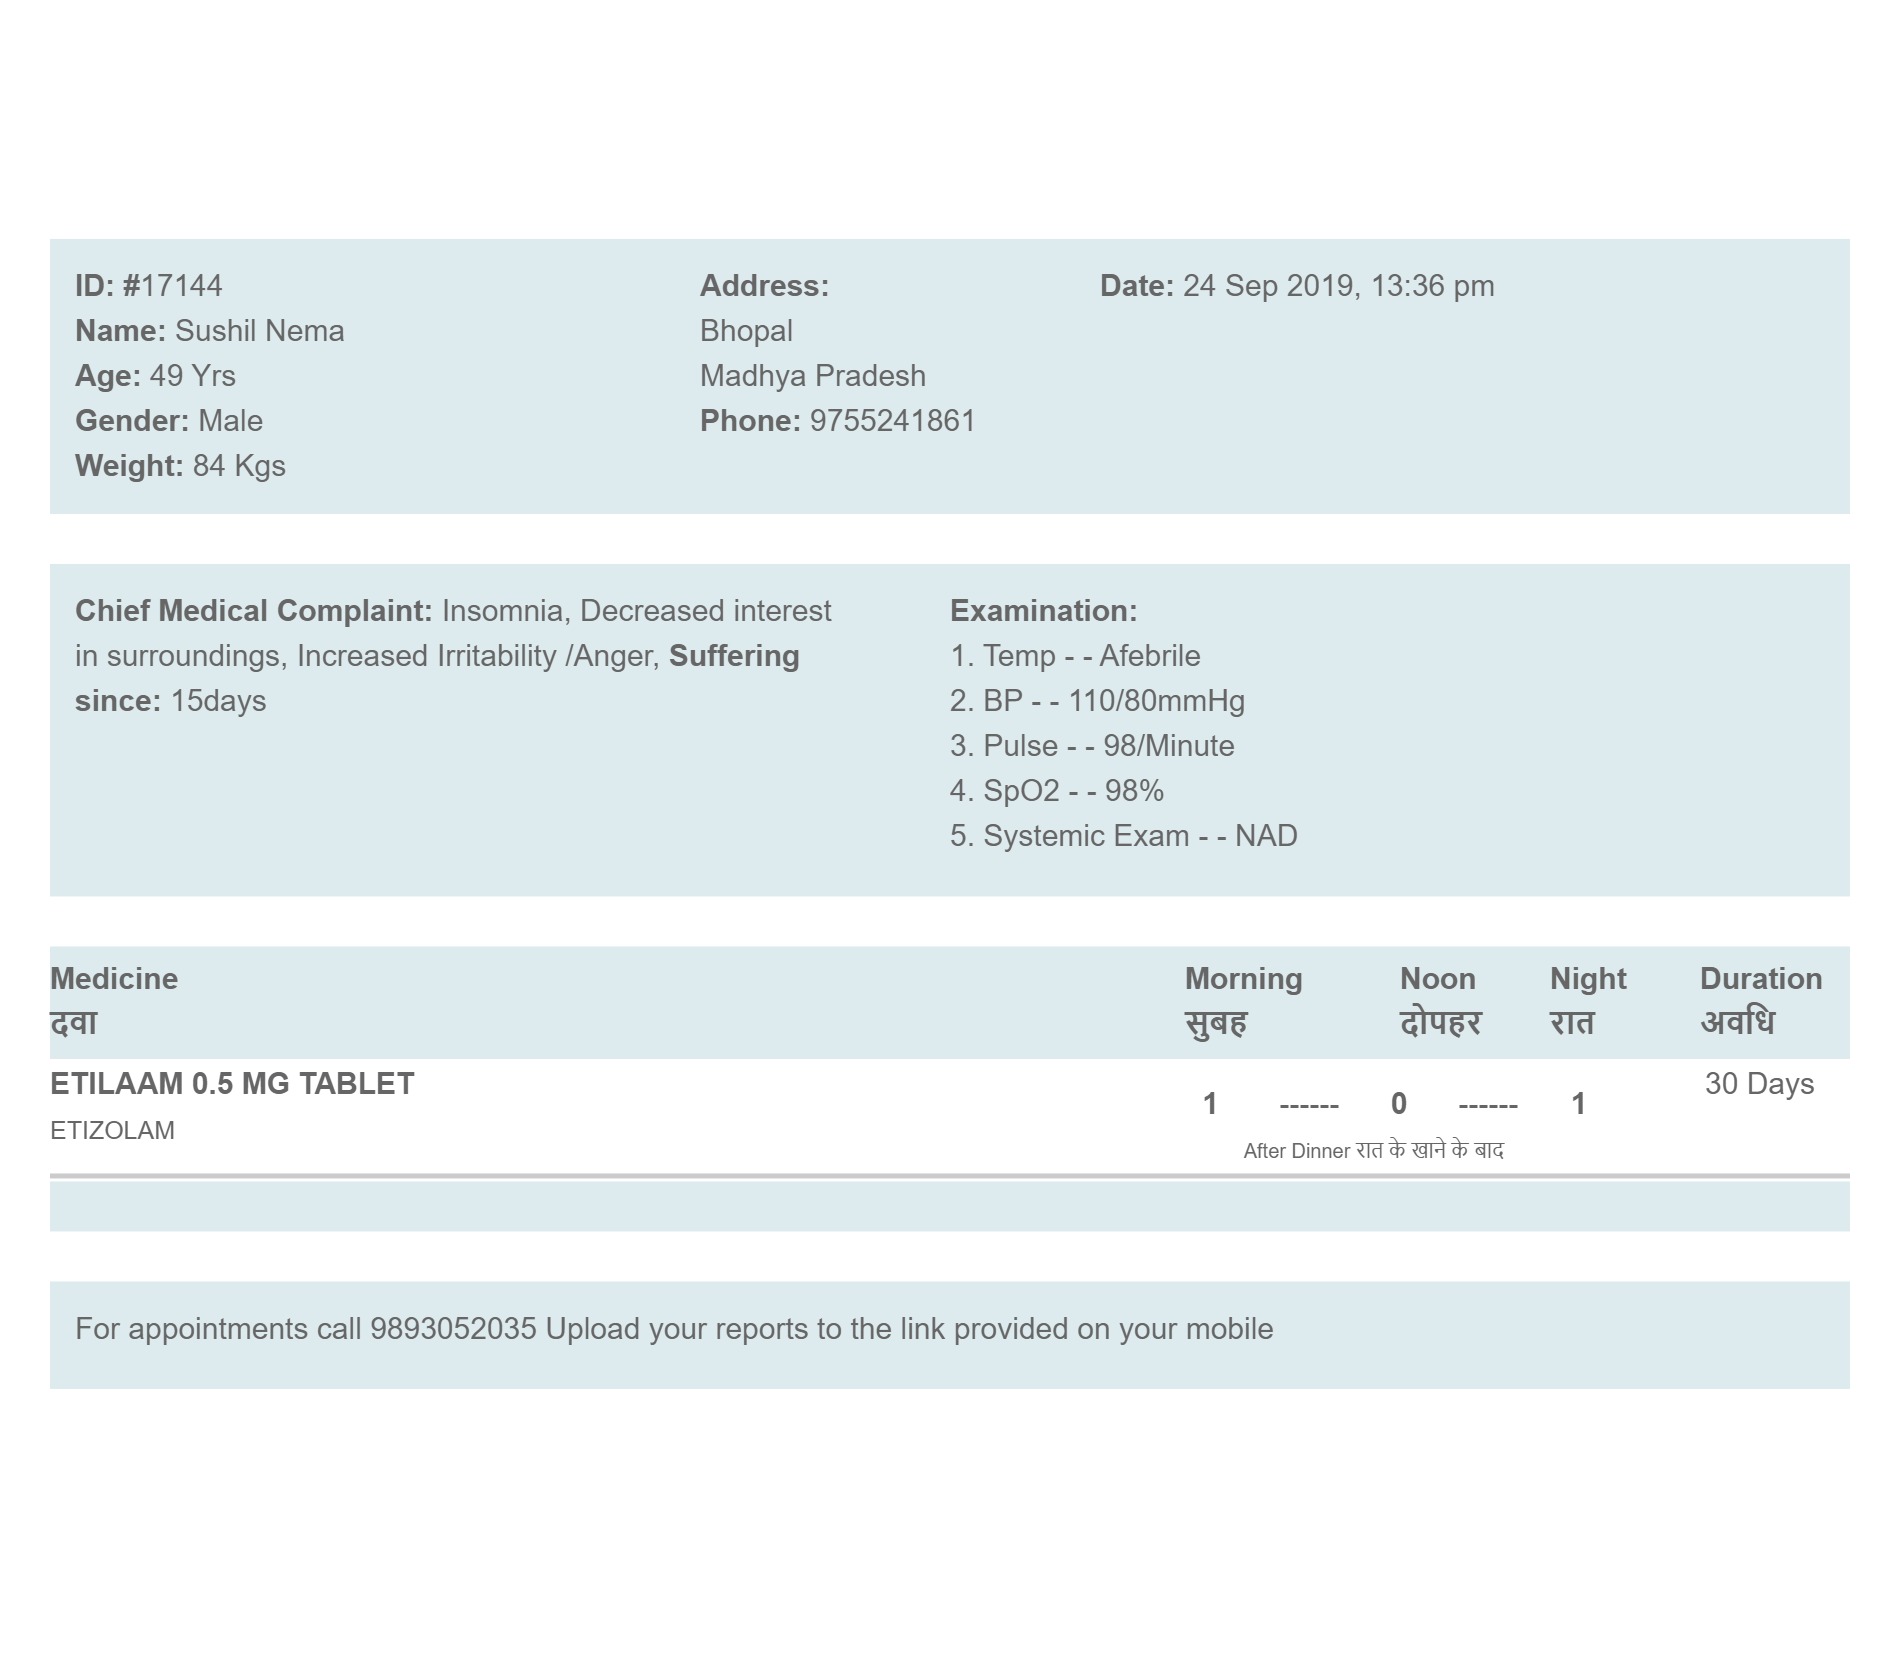 ID: #17144
Name: Sushil Nema
Age: 49 Yrs
Gender: Male
Weight: 84 Kgs
Address:
Bhopal
Madhya Pradesh
Phone: 9755241861
Date: 24 Sep 2019, 13:36 pm
Chief Medical Complaint: Insomnia, Decreased interest
in surroundings, Increased Irritability /Anger, Suffering
since: 15days
Examination:
1. Temp - - Afebrile
2. BP - - 110/80mmHg
3. Pulse - - 98/Minute
4. SpO2 - - 98%
5. Systemic Exam - - NAD
Medicine Morning Noon Night Duration
दवा सुबह दोपहर रात अवधि
ETILAAM 0.5 MG TABLET 1 ------ 0 ------ 1 30 Days
ETIZOLAM After Dinner रात के खाने के बाद
For appointments call 9893052035 Upload your reports to the link provided on your mobile